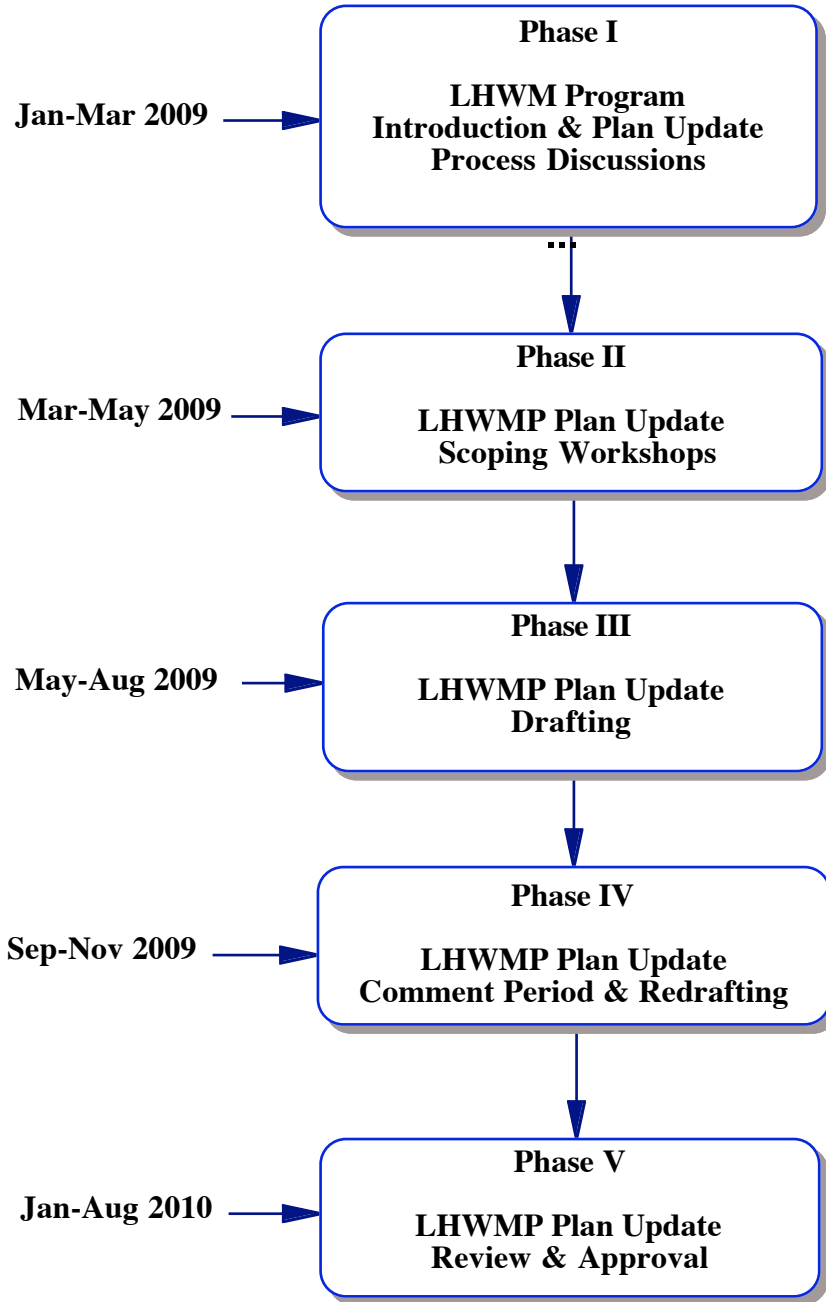 Phase I
Jan-Mar 2009
LHWM Program
Introduction & Plan Update
Process Discussions
...
Phase II
Mar-May 2009
LHWMP Plan Update
Scoping Workshops
Phase III
May-Aug 2009
LHWMP Plan Update
Drafting
Phase IV
Sep-Nov 2009
LHWMP Plan Update
Comment Period & Redrafting
Phase V
Jan-Aug 2010
LHWMP Plan Update
Review & Approval